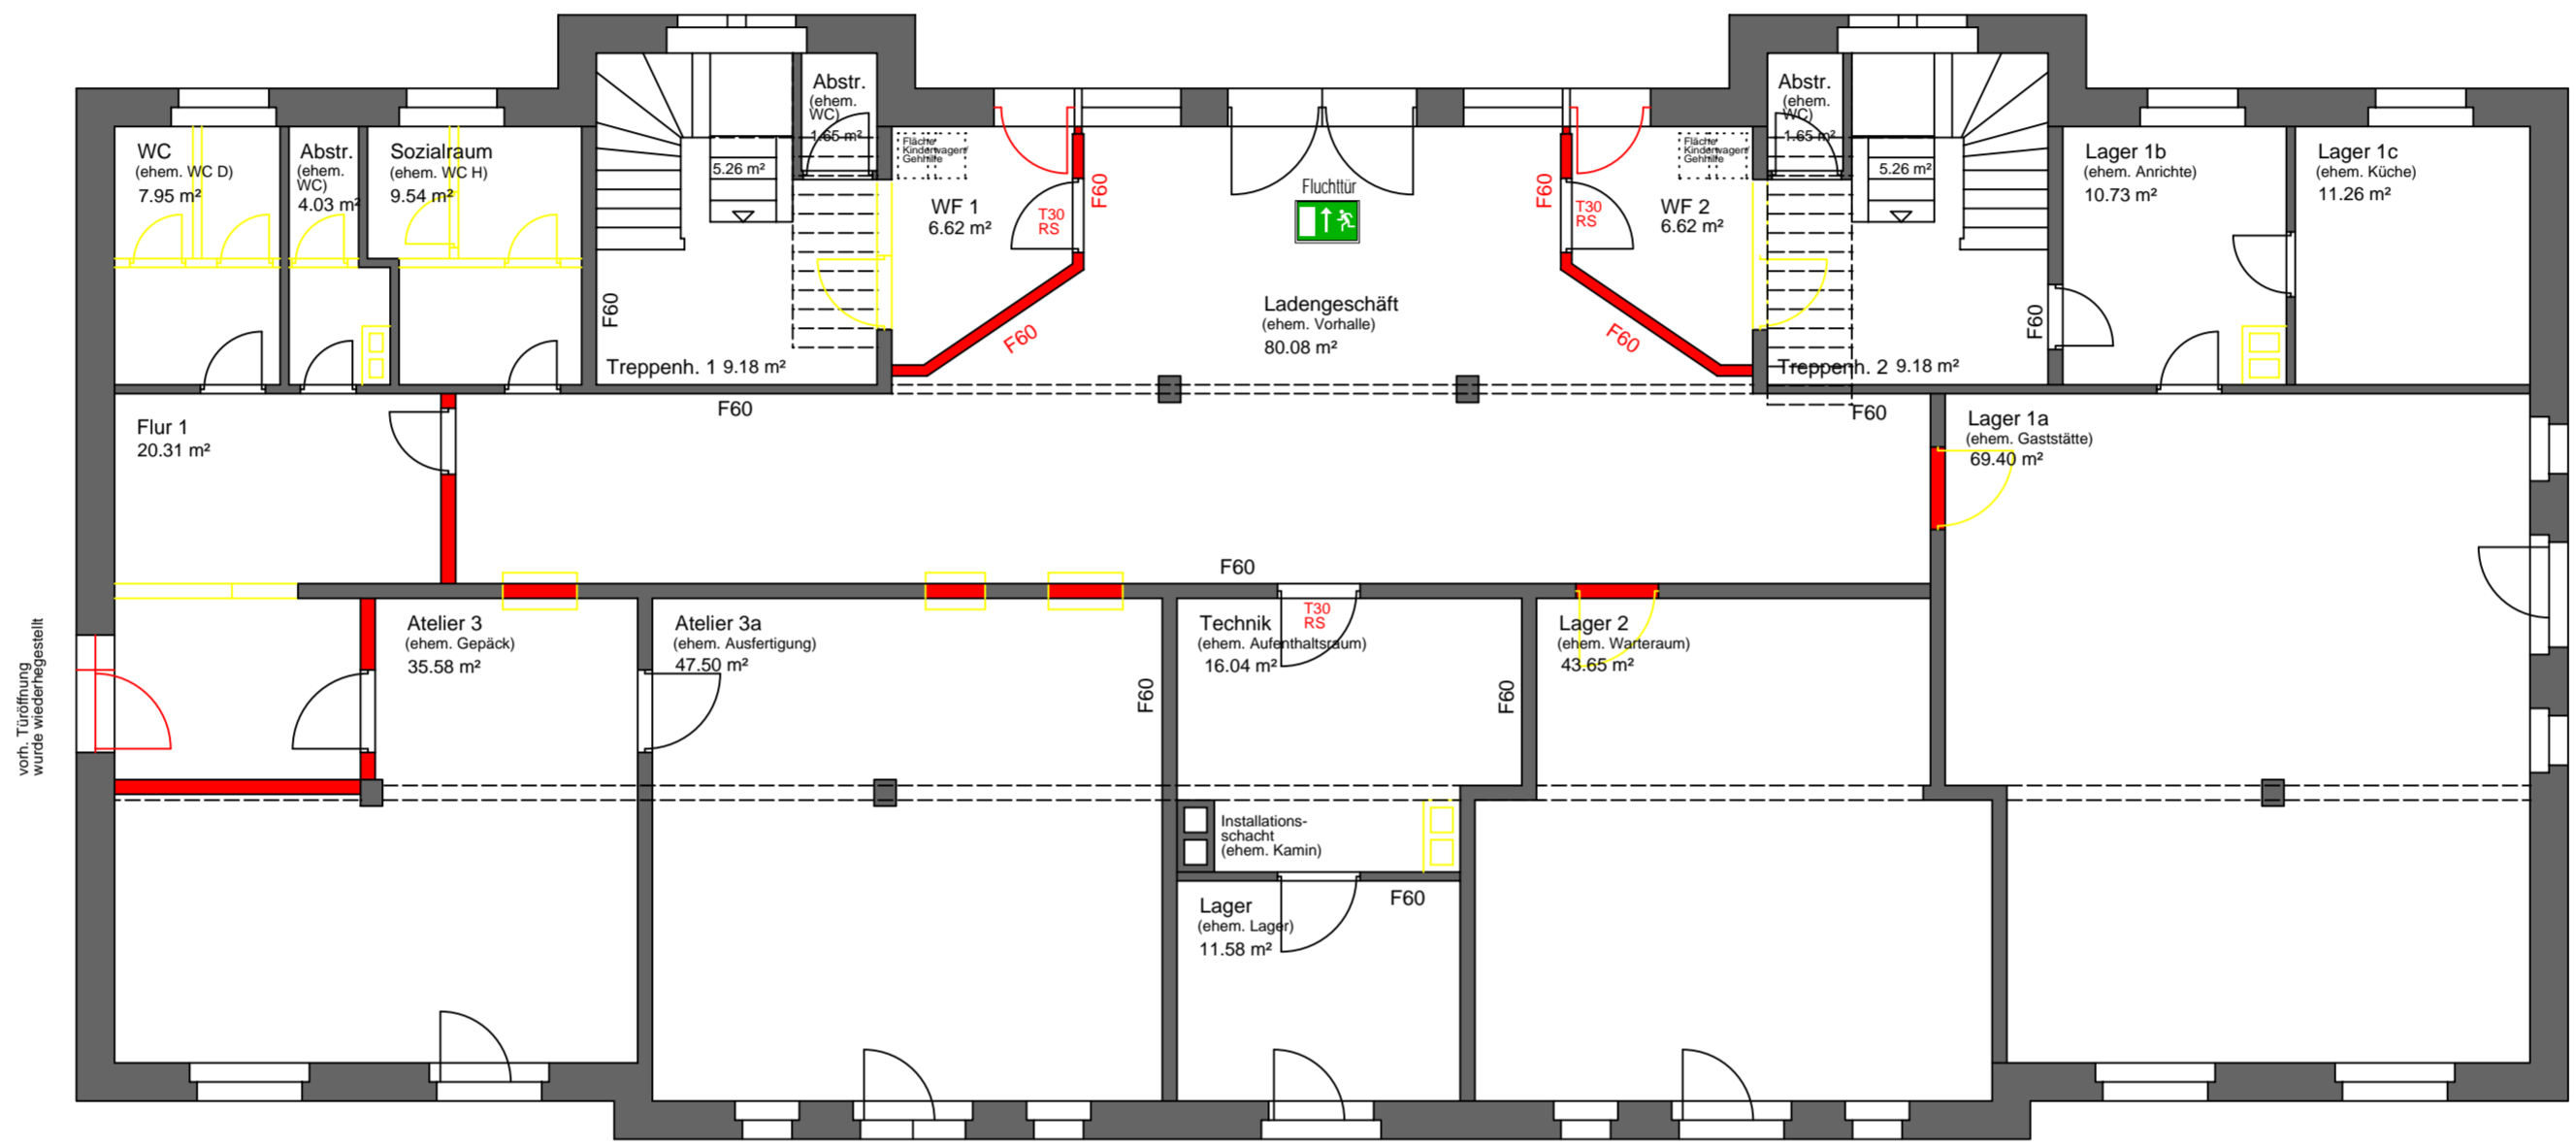 Abstr.
(ehem.
WC)
1.65 m²
Abstr.
(ehem.
WC)
1.65 m²
WC
(ehem. WC D)
7.95 m²
Abstr.
(ehem.
WC)
4.03 m²
Sozialraum
(ehem. WC H)
9.54 m²
5.26 m²
Fläche
Kinderwagen/
Gehhilfe
WF 1
6.62 m²
T30
RS
F60
Fluchttür
F60
T30
RS
Fläche
Kinderwagen/
Gehhilfe
WF 2
6.62 m²
5.26 m²
Lager 1b
(ehem. Anrichte)
10.73 m²
Lager 1c
(ehem. Küche)
11.26 m²
F60
Treppenh. 1 9.18 m²
F60
Ladengeschäft
(ehem. Vorhalle)
80.08 m²
F60
Treppenh. 2 9.18 m²
F60
F60
F60
Flur 1
20.31 m²
Lager 1a
(ehem. Gaststätte)
69.40 m²
F60
vorh. Türöffnung
wurde wiederhegestellt
Atelier 3
(ehem. Gepäck)
35.58 m²
Atelier 3a
(ehem. Ausfertigung)
47.50 m²
F60
Technik
(ehem. Aufenthaltsraum)
16.04 m²
T30
RS
F60
Lager 2
(ehem. Warteraum)
43.65 m²
Installations-
schacht
(ehem. Kamin)
F60
Lager
(ehem. Lager)
11.58 m²